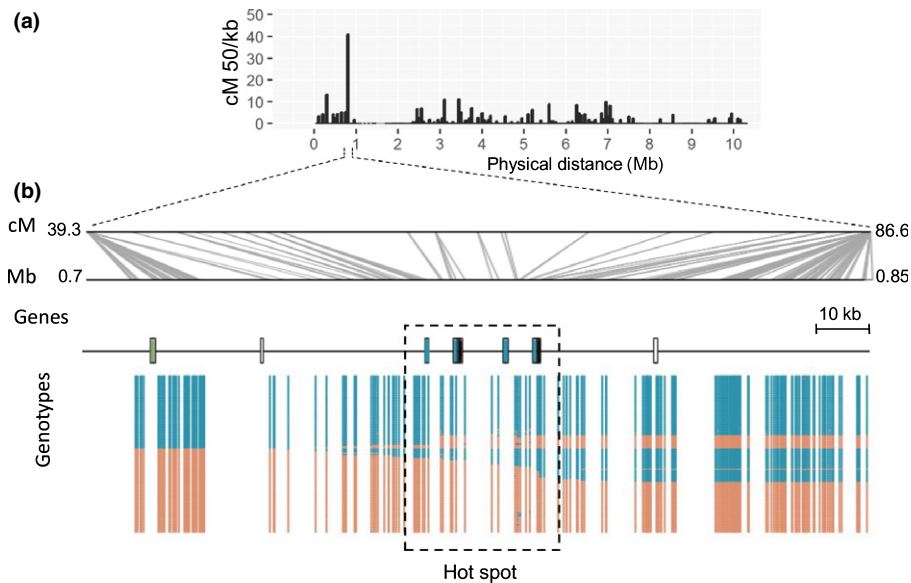 (a)
cM 50/kb
50
40
30
20
10
0
0 1 2 3 4 5 6 7 8 9 10
Physical distance (Mb)
(b)
cM 39.3 86.6
Mb 0.7 0.85
Genes
10 kb
Genotypes
Hot spot